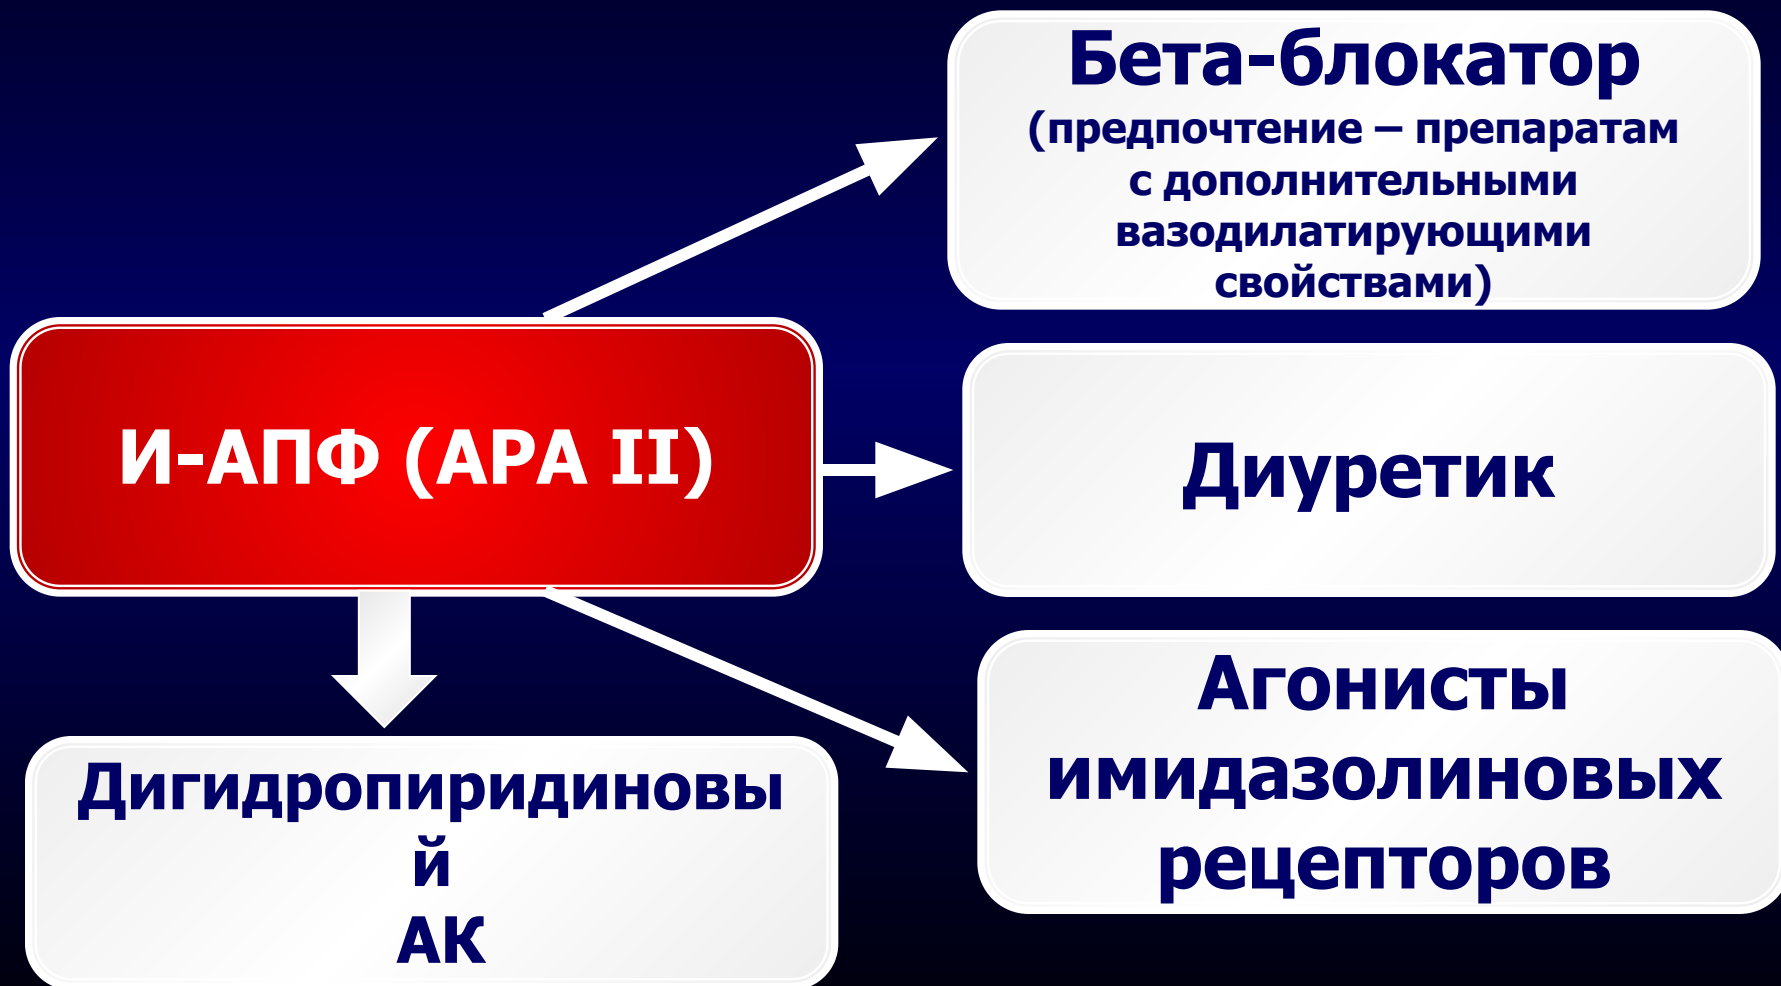 Бета-блокатор
(предпочтение – препаратам
с дополнительными
вазодилатирующими
свойствами)
И-АПФ (АРА II)
Диуретик
Агонисты
имидазолиновых
рецепторов
Дигидропиридиновы
й
АК